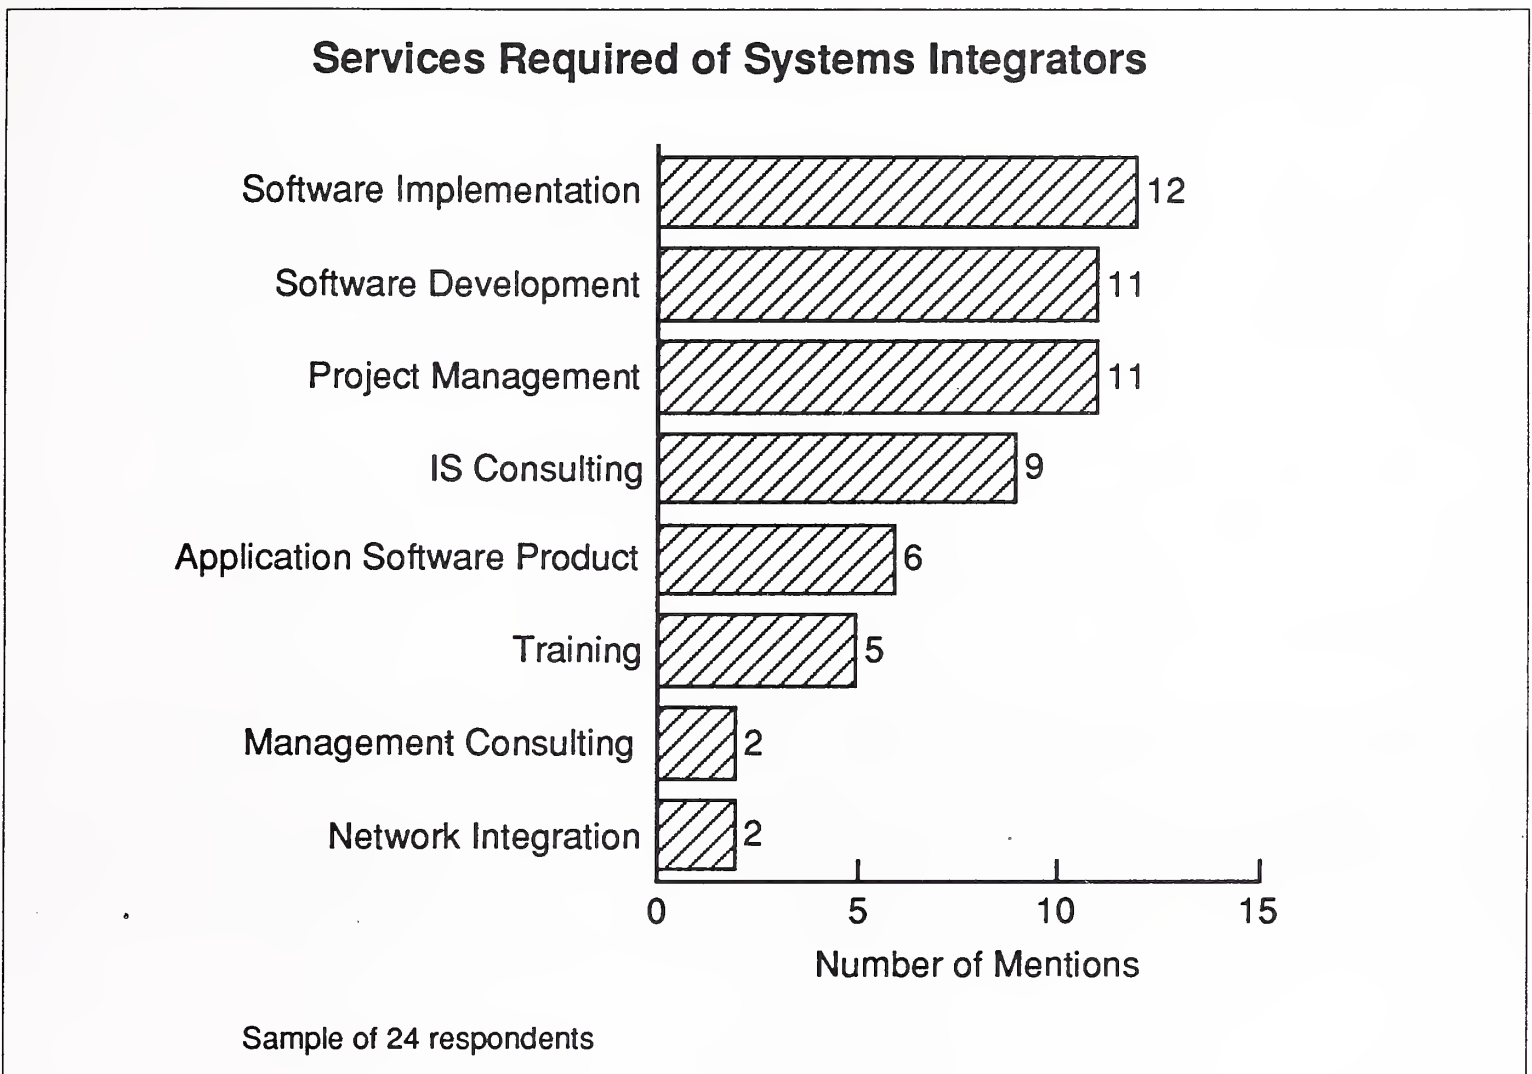 Services Required of Systems Integrators
Software Implementation 12
Software Development 11
Project Management 11
IS Consulting 9
Application Software Product 6
Training 5
Management Consulting 2
Network Integration 2
0 5 10 15
Number of Mentions
Sample of 24 respondents